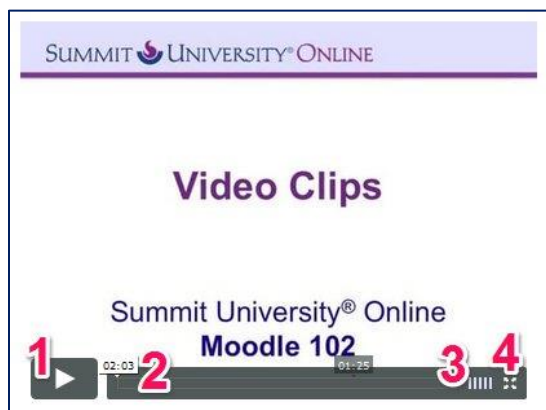 SUMMIT UNIVERSITY® ONLINE
Video Clips
Summit University® Online
Moodle 102
1 02:03 2 01:25 3 4